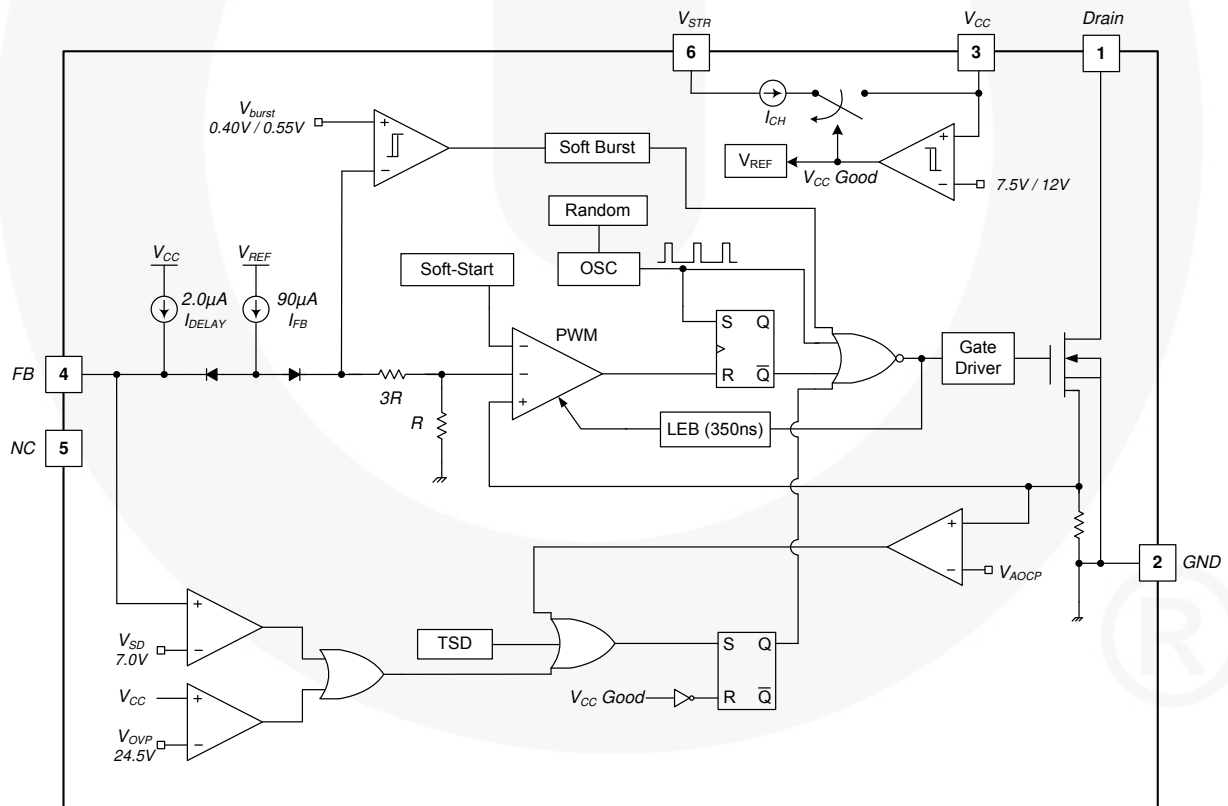 VSTR
VCC
Drain
6
3
1
Vburst
0.40V / 0.55V
+
−
Soft Burst
ICH
VREF
VCC Good
+
−
7.5V / 12V
Random
OSC
VCC
VREF
2.0µA
IDELAY
90µA
IFB
Soft-Start
PWM
−
−
+
S Q
R Q̅
Gate
Driver
FB
4
3R
R
LEB (350ns)
NC
5
+
−
VAOCP
2
GND
VSD
7.0V
+
−
TSD
S Q
R Q̅
VCC Good
VCC
VOVP
24.5V
+
−
®